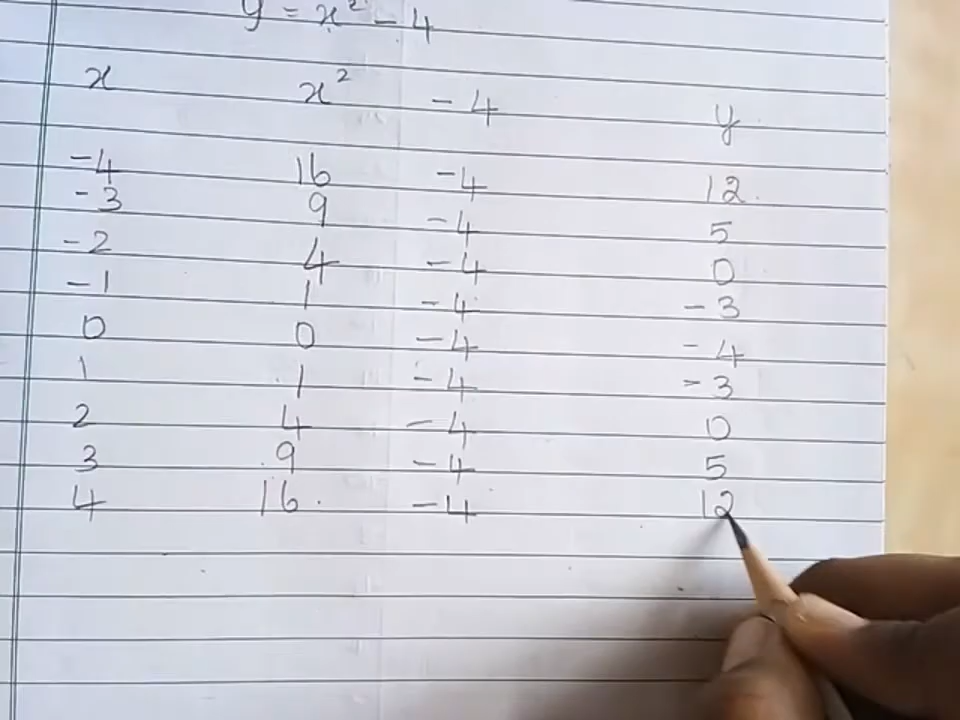 y = x² - 4
x x² - 4 y
-4 16 -4 12
-3 9 -4 5
-2 4 -4 0
-1 1 -4 -3
0 0 -4 -4
1 1 -4 -3
2 4 -4 0
3 9 -4 5
4 16 -4 12